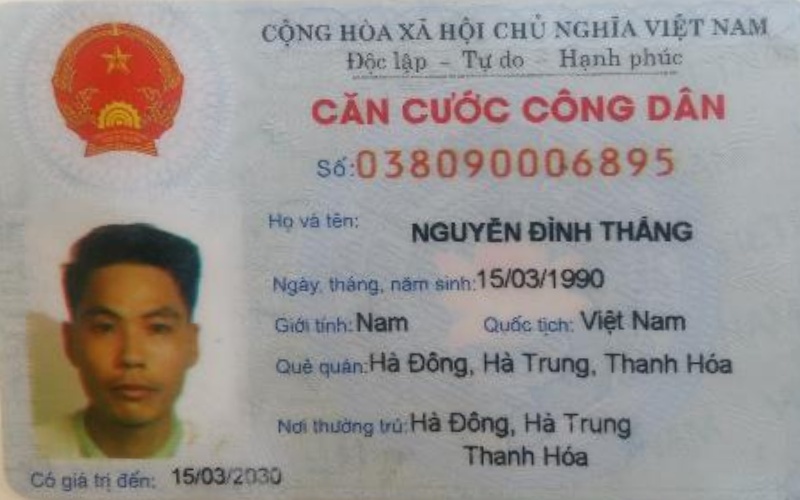 CỘNG HÒA XÃ HỘI CHỦ NGHĨA VIỆT NAM
Độc lập - Tự do - Hạnh phúc
CĂN CƯỚC CÔNG DÂN
Số: 038090006895
Họ và tên: NGUYỄN ĐÌNH THẮNG
Ngày, tháng, năm sinh: 15/03/1990
Giới tính: Nam Quốc tịch: Việt Nam
Quê quán: Hà Đông, Hà Trung, Thanh Hóa
Nơi thường trú: Hà Đông, Hà Trung
Thanh Hóa
Có giá trị đến: 15/03/2030